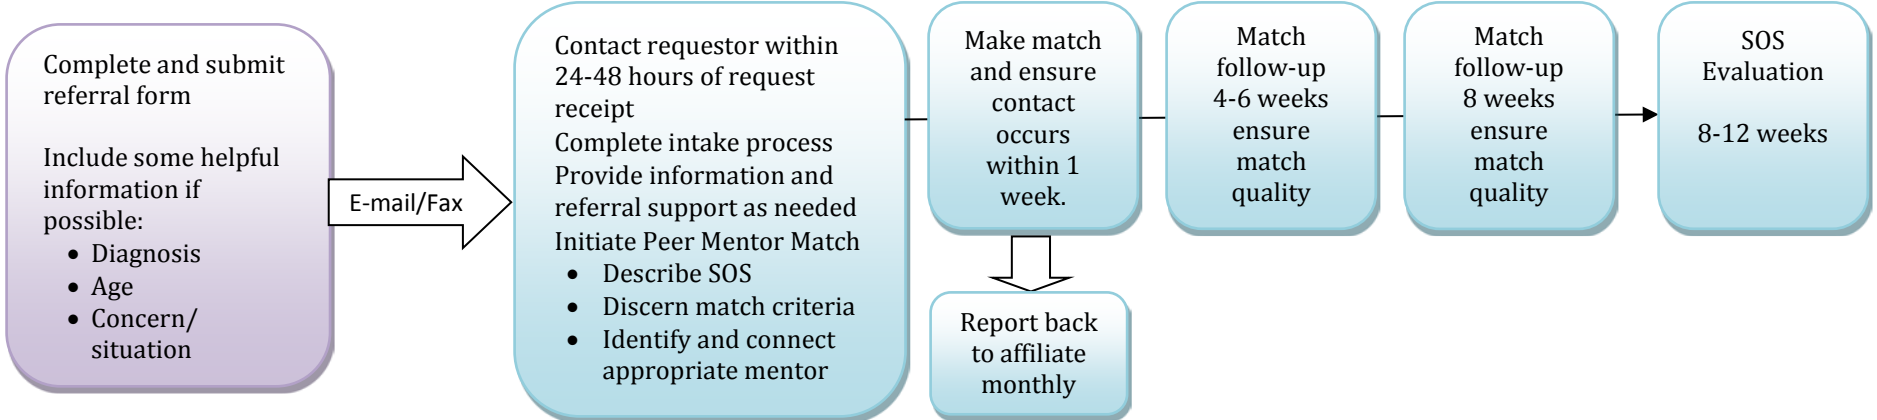 Complete and submit
referral form
Include some helpful
information if
possible:
• Diagnosis
• Age
• Concern/
situation
E-mail/Fax
Contact requestor within
24-48 hours of request
receipt
Complete intake process
Provide information and
referral support as needed
Initiate Peer Mentor Match
• Describe SOS
• Discern match criteria
• Identify and connect
appropriate mentor
Make match
and ensure
contact
occurs
within 1
week.
Report back
to affiliate
monthly
Match
follow-up
4-6 weeks
ensure
match
quality
Match
follow-up
8 weeks
ensure
match
quality
SOS
Evaluation
8-12 weeks